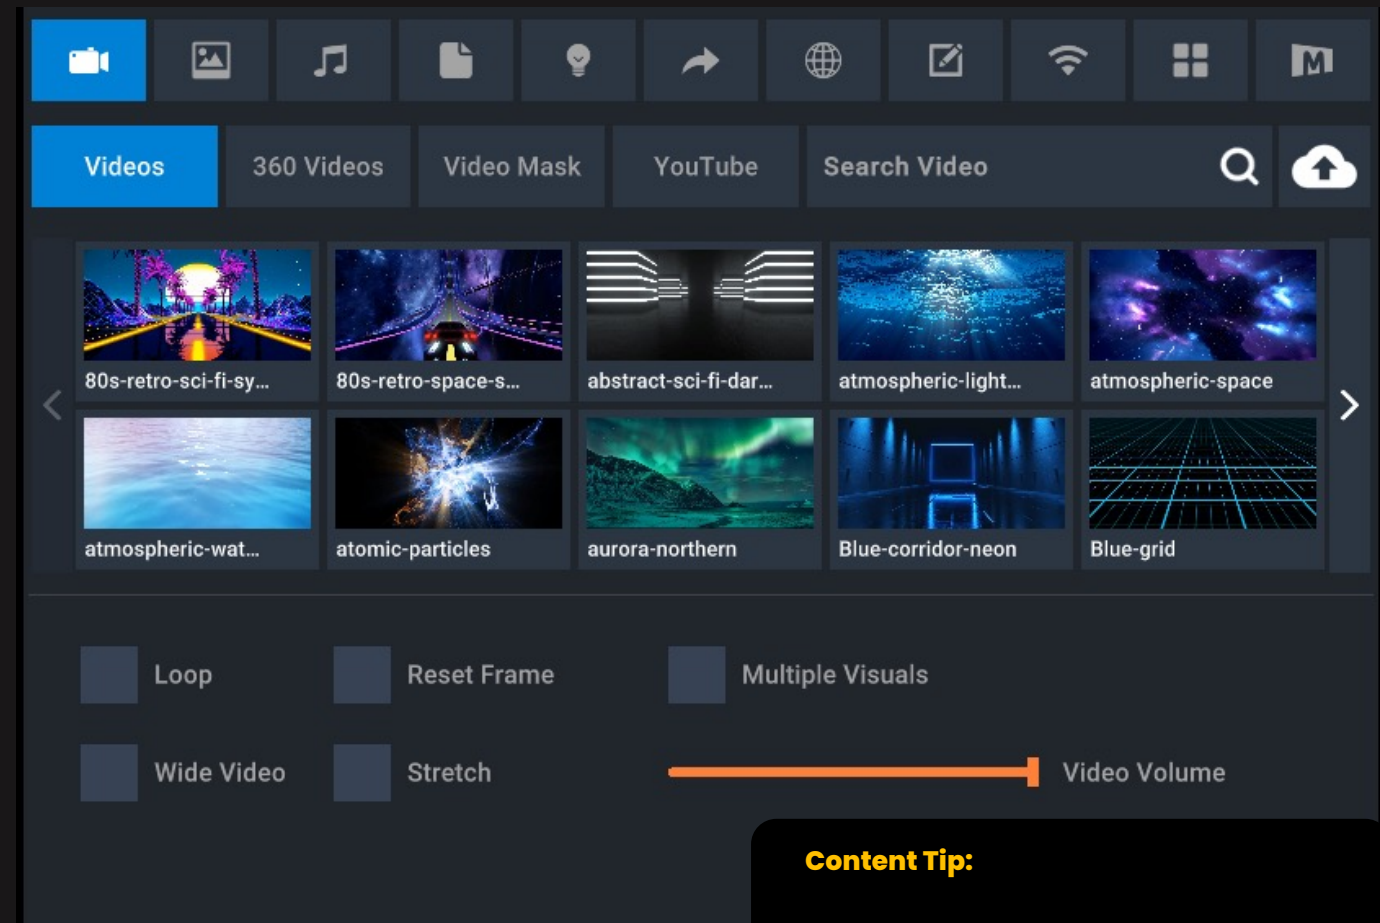 M
Videos 360 Videos Video Mask YouTube Search Video
80s-retro-sci-fi-sy... 80s-retro-space-s... abstract-sci-fi-dar... atmospheric-light... atmospheric-space
atmospheric-wat... atomic-particles aurora-northern Blue-corridor-neon Blue-grid
Loop Reset Frame Multiple Visuals
Wide Video Stretch Video Volume
Content Tip: